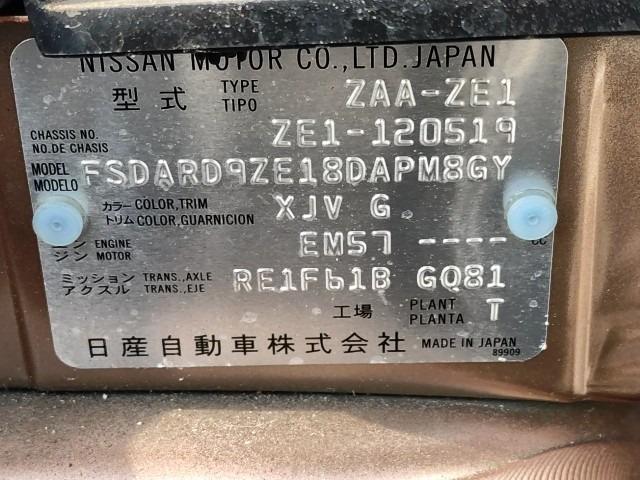 NISSAN MOTOR CO.,LTD.JAPAN
型式 TYPE TIPO ZAA-ZE1
CHASSIS NO. NO.DE CHASIS ZE1-120519
MODEL MODELO FSDARD9ZE18DAPM8GY
カラー トリム COLOR,TRIM COLOR,GUARNICION XJV G
ジン ENGINE MOTOR EM57 ---- CC
ミッション アクスル TRANS.,AXLE TRANS.,EJE RE1F61B GQ81
工場 PLANT PLANTA T
日産自動車株式会社 MADE IN JAPAN
89909